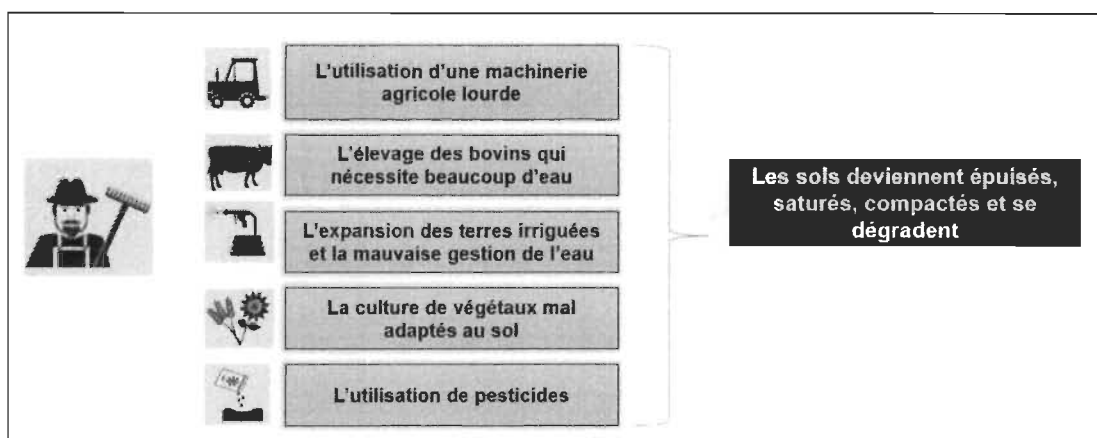 L'utilisation d'une machinerie
agricole lourde
L'élevage des bovins qui
nécessite beaucoup d'eau
L'expansion des terres irriguées
et la mauvaise gestion de l'eau
La culture de végétaux mal
adaptés au sol
L'utilisation de pesticides
Les sols deviennent épuisés,
saturés, compactés et se
dégradent